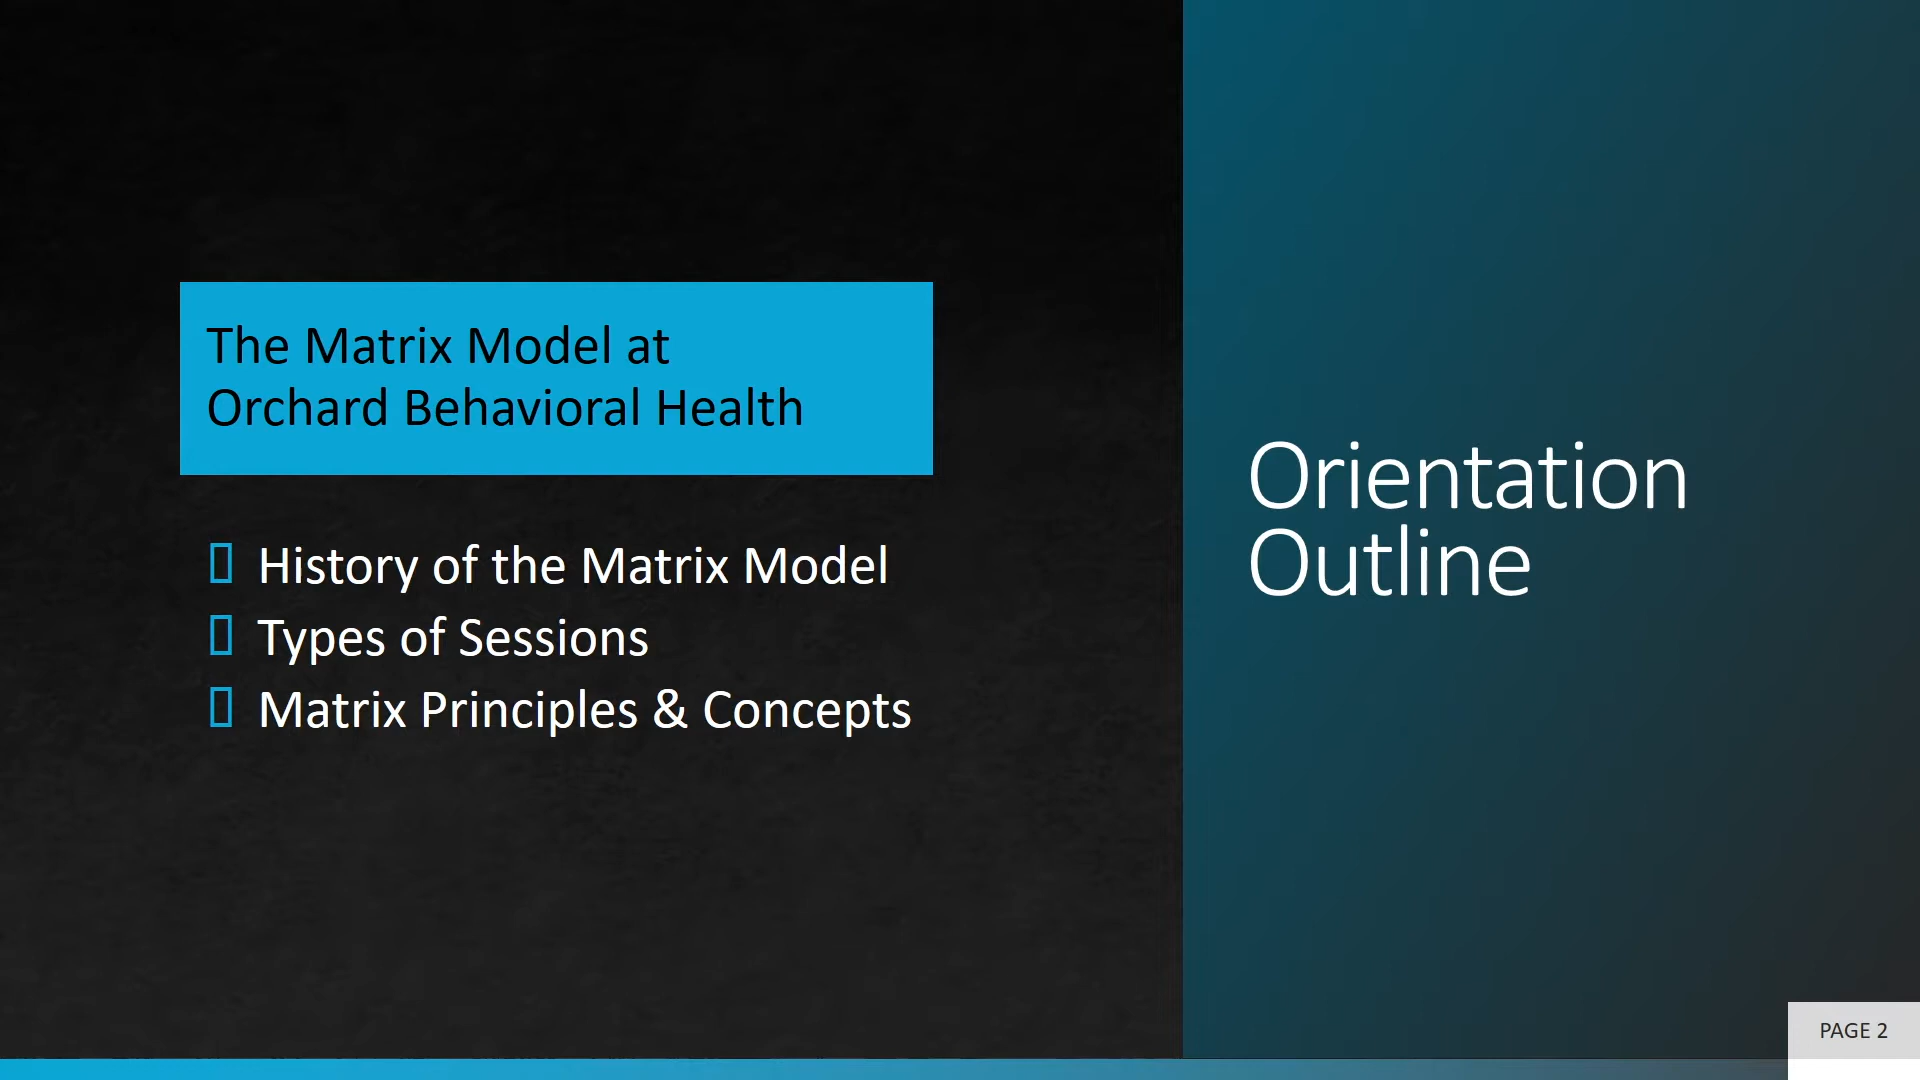 The Matrix Model at
Orchard Behavioral Health
History of the Matrix Model
Types of Sessions
Matrix Principles & Concepts
Orientation
Outline
PAGE 2